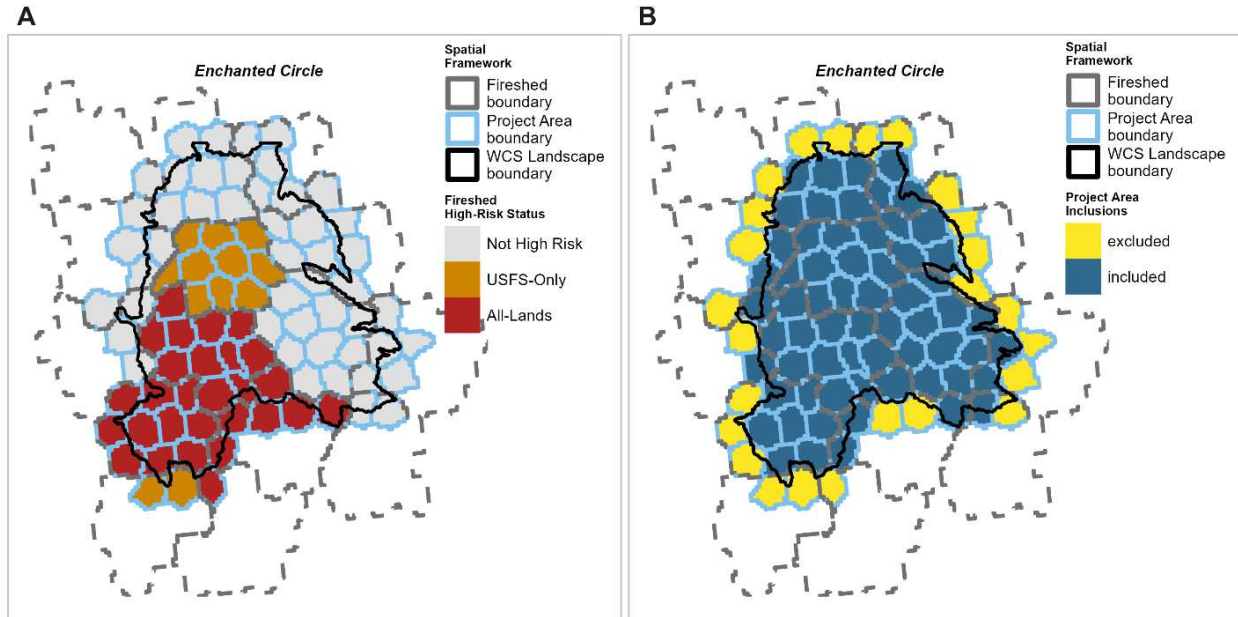 A
Enchanted Circle
Spatial
Framework
Fireshed
boundary
Project Area
boundary
WCS Landscape
boundary
Fireshed
High-Risk Status
Not High Risk
USFS-Only
All-Lands
B
Enchanted Circle
Spatial
Framework
Fireshed
boundary
Project Area
boundary
WCS Landscape
boundary
Project Area
Inclusions
excluded
included